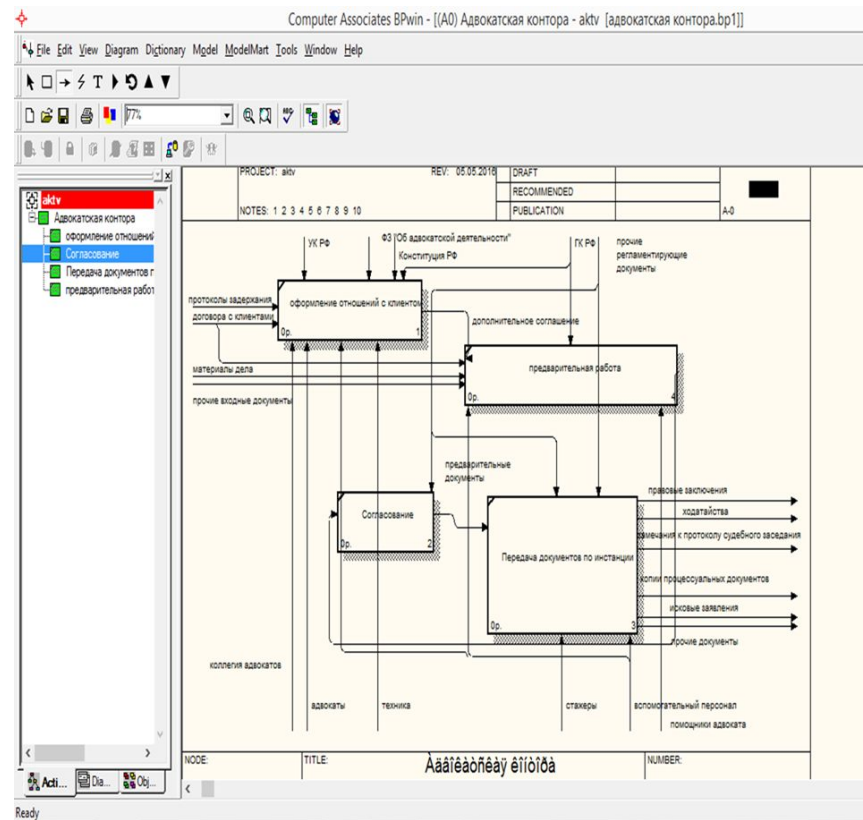 Computer Associates BPwin - [(A0) Адвокатская контора - aktv [адвокатская контора.bp1]]
File Edit View Diagram Dictionary Model ModelMart Tools Window Help
77%
PROJECT: aktv
REV: 05.05.2016
DRAFT
RECOMMENDED
NOTES: 1 2 3 4 5 6 7 8 9 10
PUBLICATION
A-0
aktv
Адвокатская контора
оформление отношений
Согласование
Передача документов п
предварительная работ
УК РФ
ФЗ "Об адвокатской деятельности"
Конституция РФ
ГК РФ
прочие
регламентирующие
документы
протоколы задержания
договора с клиентами
оформление отношений с клиентом
0р.
1
дополнительное соглашение
материалы дела
прочие входные документы
предварительная работа
0р.
4
предварительные
документы
Согласование
0р.
2
Передача документов по инстанции
0р.
3
правовые заключения
ходатайства
замечания к протоколу судебного заседания
копии процессуальных документов
исковые заявления
прочие документы
коллегия адвокатов
адвокаты
техника
стажеры
вспомогательный персонал
помощники адвоката
NODE:
TITLE:
Àäâîêàòñêàÿ êîíòîðà
NUMBER:
Acti...
Dia...
Obj...
Ready